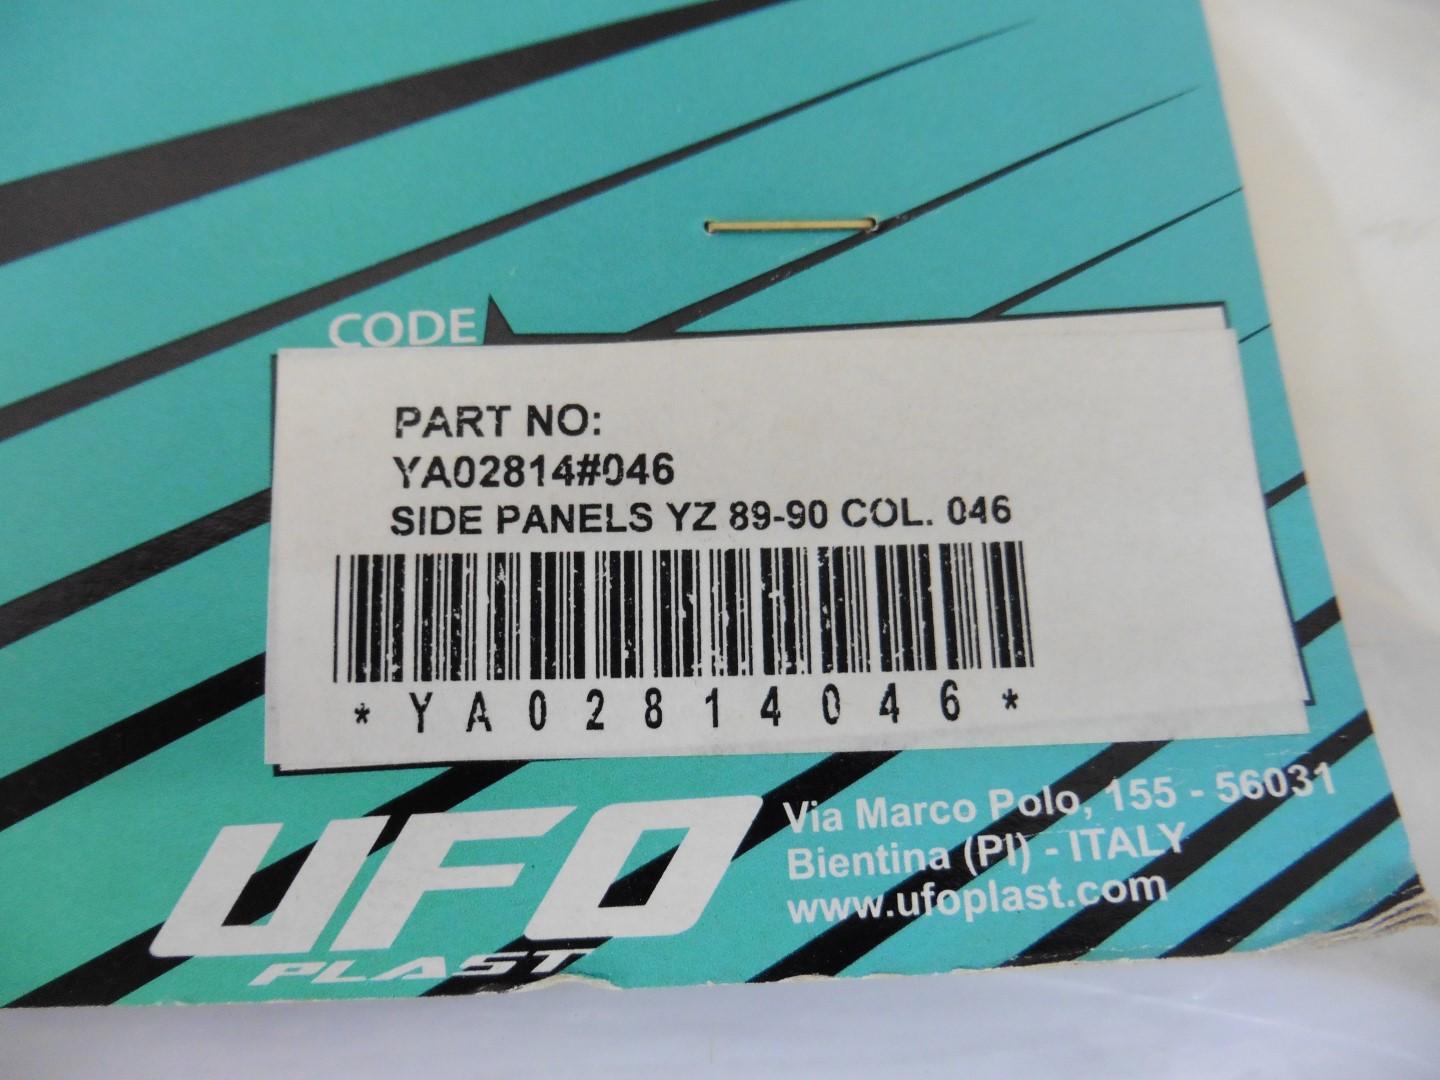 CODE
PART NO:
YA02814#046
SIDE PANELS YZ 89-90 COL. 046
*YA02814046*
UFO
PLAST
Via Marco Polo, 155 - 56031
Bientina (PI) - ITALY
www.ufoplast.com